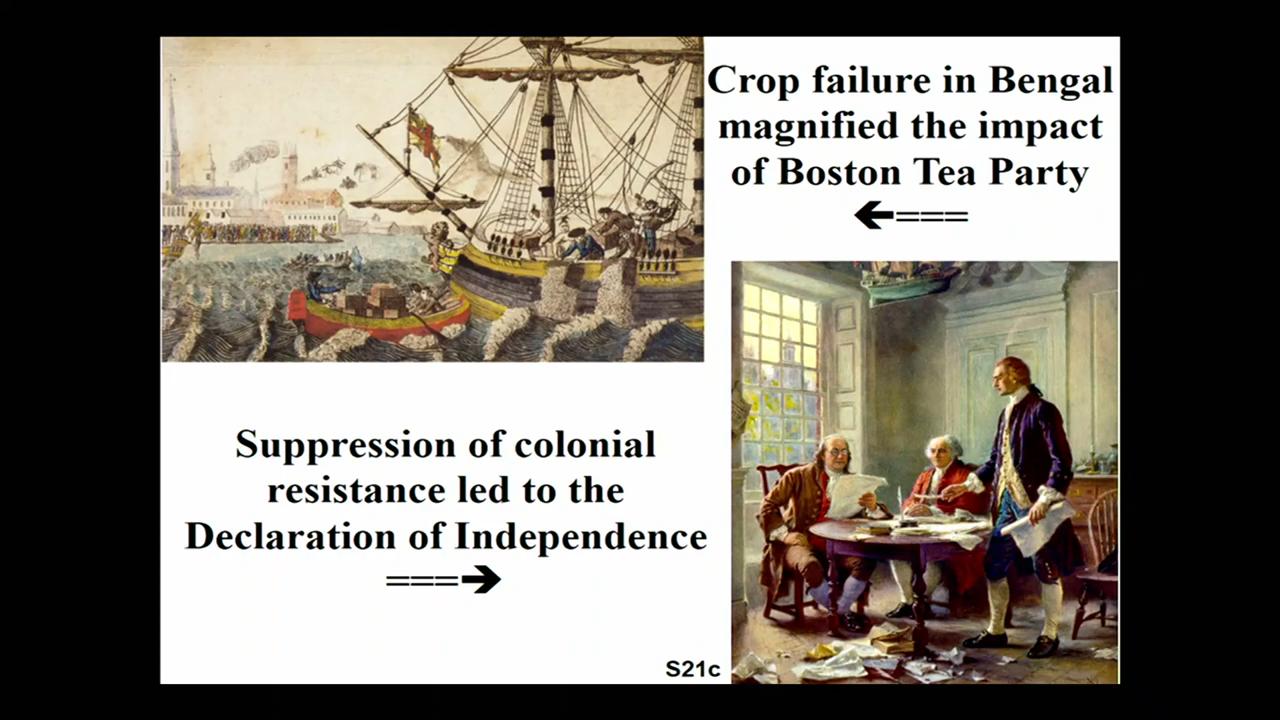 Crop failure in Bengal
magnified the impact
of Boston Tea Party
🡸===
Suppression of colonial
resistance led to the
Declaration of Independence
===🡺
S21c